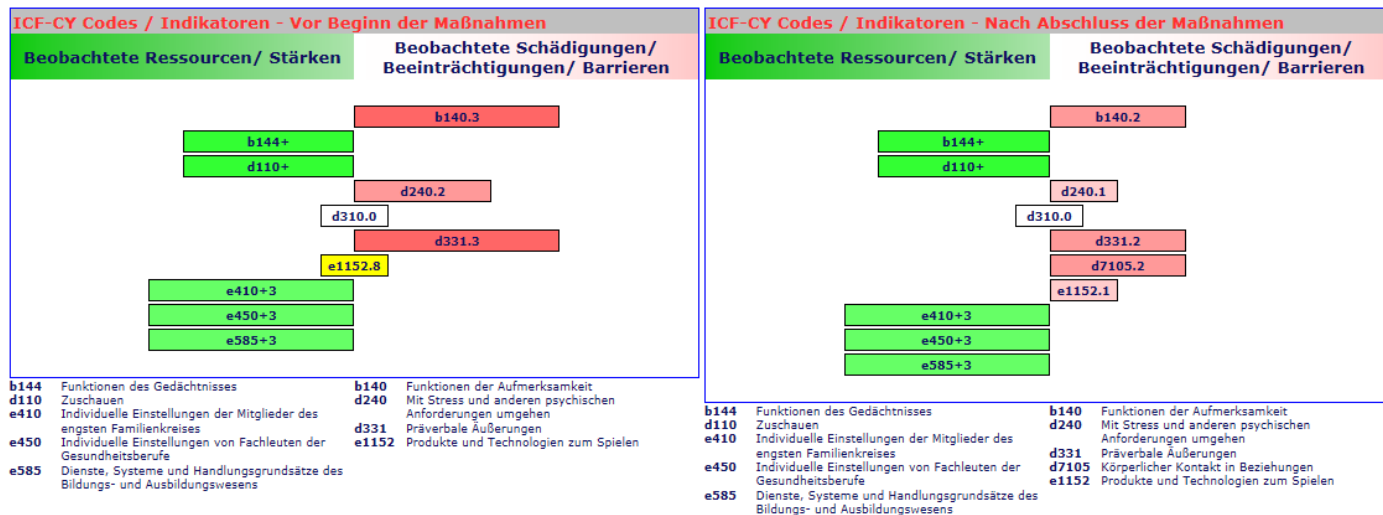 ICF-CY Codes / Indikatoren - Vor Beginn der Maßnahmen
Beobachtete Ressourcen/ Stärken
Beobachtete Schädigungen/
Beeinträchtigungen/ Barrieren
b140.3
b144+
d110+
d240.2
d310.0
d331.3
e1152.8
e410+3
e450+3
e585+3
b144 Funktionen des Gedächtnisses
d110 Zuschauen
e410 Individuelle Einstellungen der Mitglieder des
engsten Familienkreises
e450 Individuelle Einstellungen von Fachleuten der
Gesundheitsberufe
e585 Dienste, Systeme und Handlungsgrundsätze des
Bildungs- und Ausbildungswesens
b140 Funktionen der Aufmerksamkeit
d240 Mit Stress und anderen psychischen
Anforderungen umgehen
d331 Präverbale Äußerungen
e1152 Produkte und Technologien zum Spielen
ICF-CY Codes / Indikatoren - Nach Abschluss der Maßnahmen
Beobachtete Ressourcen/ Stärken
Beobachtete Schädigungen/
Beeinträchtigungen/ Barrieren
b140.2
b144+
d110+
d240.1
d310.0
d331.2
d7105.2
e1152.1
e410+3
e450+3
e585+3
b144 Funktionen des Gedächtnisses
d110 Zuschauen
e410 Individuelle Einstellungen der Mitglieder des
engsten Familienkreises
e450 Individuelle Einstellungen von Fachleuten der
Gesundheitsberufe
e585 Dienste, Systeme und Handlungsgrundsätze des
Bildungs- und Ausbildungswesens
b140 Funktionen der Aufmerksamkeit
d240 Mit Stress und anderen psychischen
Anforderungen umgehen
d331 Präverbale Äußerungen
d7105 Körperlicher Kontakt in Beziehungen
e1152 Produkte und Technologien zum Spielen